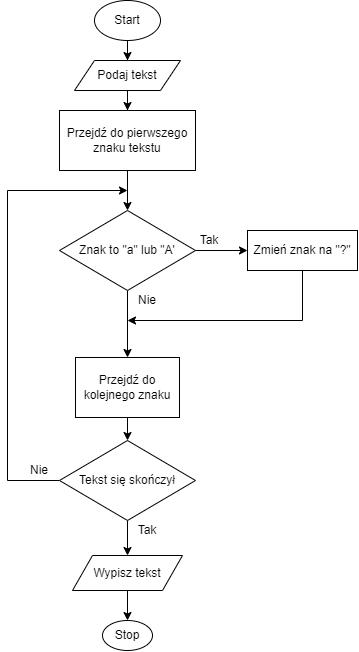 Start
Podaj tekst
Przejdź do pierwszego
znaku tekstu
Znak to "a" lub "A'
Tak
Zmień znak na "?"
Nie
Przejdź do
kolejnego znaku
Nie
Tekst się skończył
Tak
Wypisz tekst
Stop